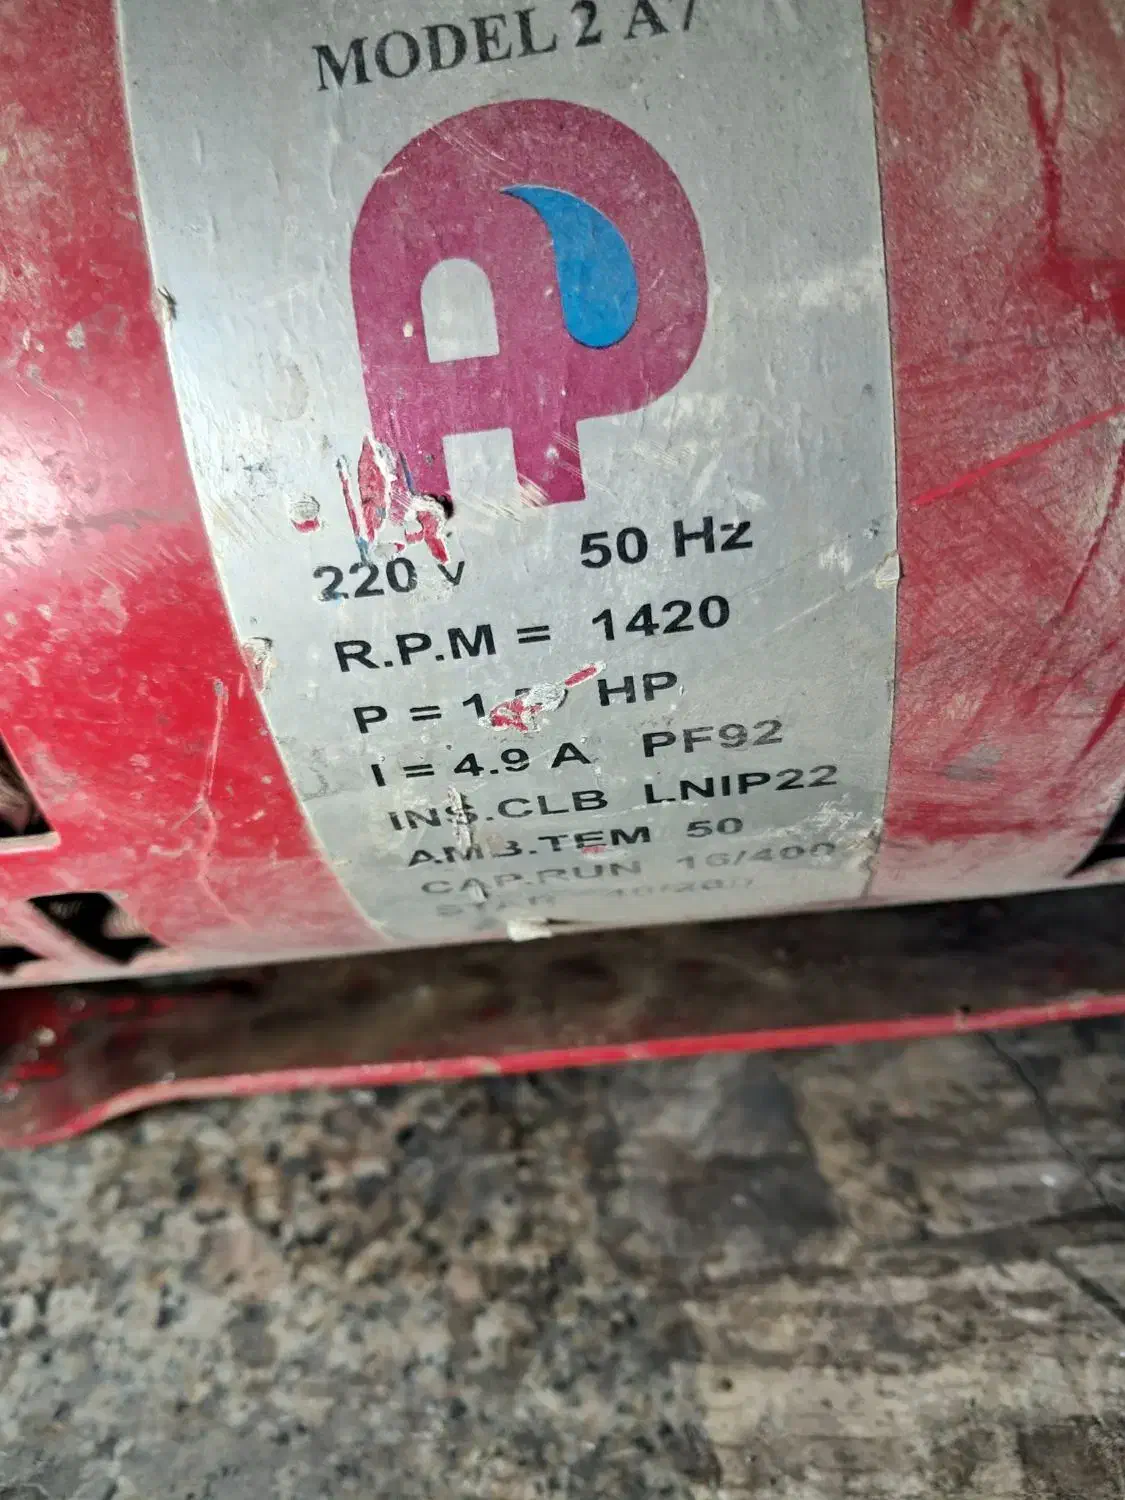 MODEL 2 A7
220 v 50 Hz
R.P.M = 1420
P = HP
I = 4.9 A PF92
INS.CLB LNIP22
AMB.TEM 50
CAP.RUN 16/400